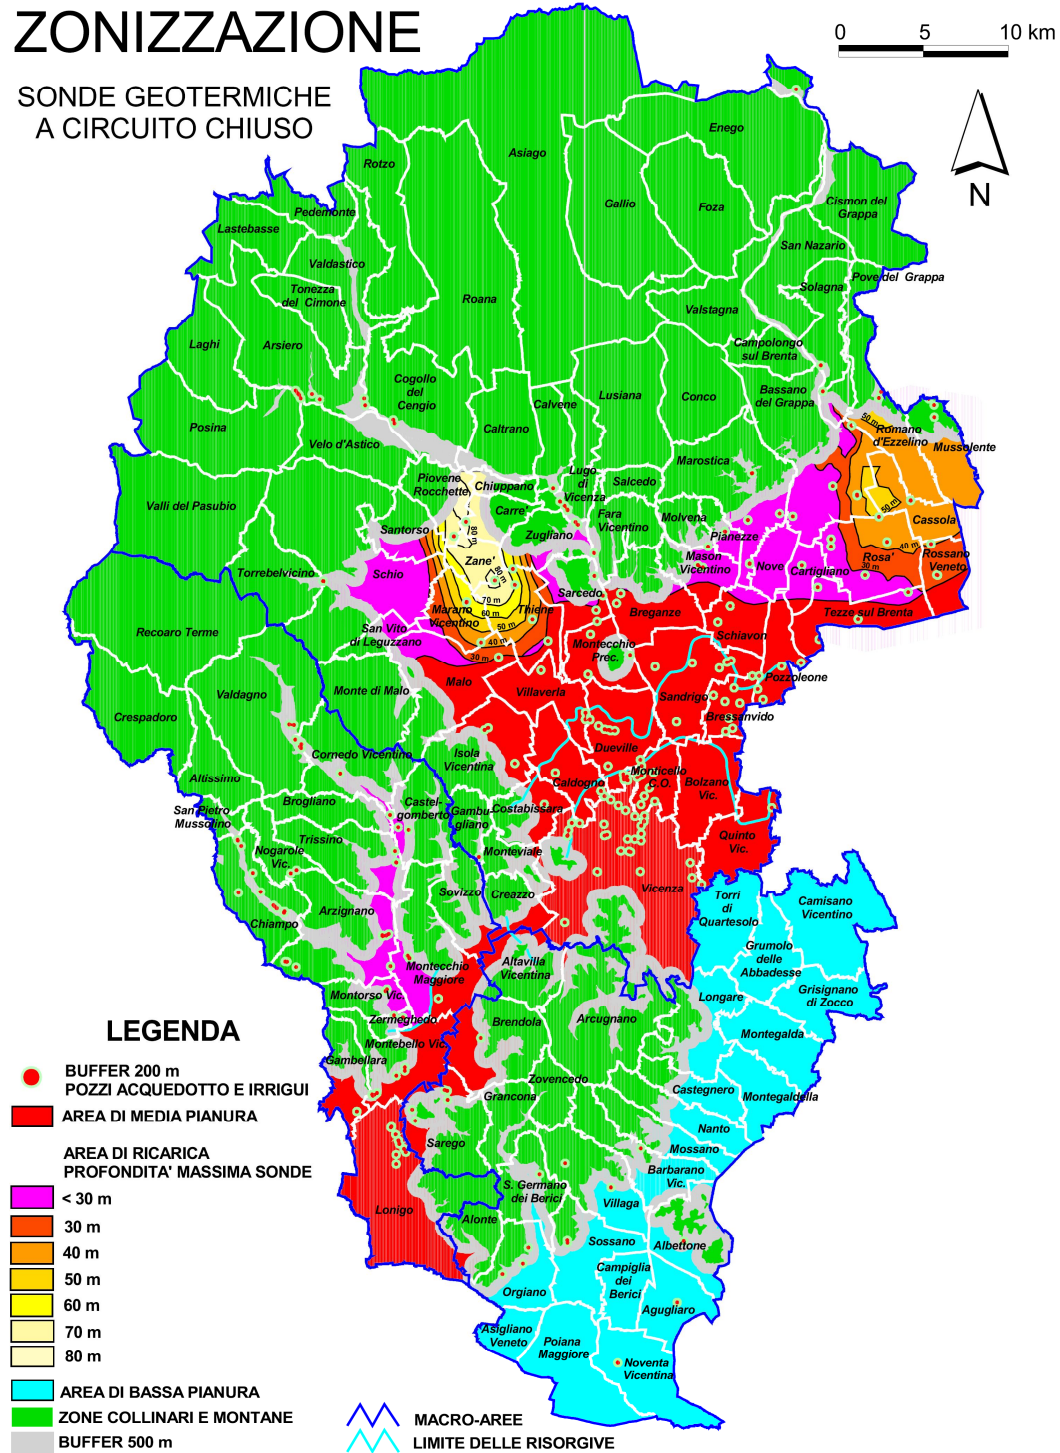 ZONIZZAZIONE
SONDE GEOTERMICHE
A CIRCUITO CHIUSO
0 5 10 km
N
Enego
Asiago
Rotzo
Gallio
Foza
Cismon del
Grappa
Pedemonte
Lastebasse
San Nazario
Valdastico
Pove del Grappa
Solagna
Tonezza
del Cimone
Roana
Valstagna
Laghi
Arsiero
Campolongo
sul Brenta
Cogollo
del
Cengio
Lusiana
Conco
Bassano
del Grappa
Calvene
Caltrano
Posina
Velo d'Astico
50 m
Romano
d'Ezzelino
Mussolente
Marostica
Lugo
di
Vicenza
Salcedo
Piovene
Rocchette
Chiuppano
Valli del Pasubio
Carre'
Fara
Vicentino
Molvena
50 m
Cassola
Santorso
80 m
Zugliano
Pianezze
40 m
Zane'
Mason
Vicentino
Nove
Cartigliano
Rosa'
30 m
Rossano
Veneto
Torrebelvicino
Schio
80 m
70 m
60 m
50 m
40 m
30 m
Sarcedo
Marano
Vicentino
Thiene
Breganze
Tezze sul Brenta
Recoaro Terme
San Vito
di Leguzzano
Schiavon
Montecchio
Prec.
Malo
Pozzoleone
Valdagno
Monte di Malo
Villaverla
Sandrigo
Crespadoro
Bressanvido
Cornedo Vicentino
Isola
Vicentina
Dueville
Altissimo
Caldogno
Monticello
C.O.
Bolzano
Vic.
Brogliano
Castel-
gomberto
Gambu-
gliano
Costabissara
San Pietro
Mussolino
Trissino
Quinto
Vic.
Nogarole
Vic.
Monteviale
Sovizzo
Creazzo
Vicenza
Torri
di
Quartesolo
Camisano
Vicentino
Arzignano
Chiampo
Grumolo
delle
Abbadesse
Montecchio
Maggiore
Altavilla
Vicentina
Grisignano
di Zocco
Montorso Vic.
Longare
Zermeghedo
Brendola
Arcugnano
Montegalda
Montebello Vic.
Gambellara
Zovencedo
Castegnero
Montegaldella
Grancona
Nanto
Sarego
Mossano
Barbarano
Vic.
S. Germano
dei Berici
Villaga
Lonigo
Alonte
Sossano
Albettone
Campiglia
dei
Berici
Orgiano
Agugliaro
Asigliano
Veneto
Poiana
Maggiore
Noventa
Vicentina
LEGENDA
BUFFER 200 m
POZZI ACQUEDOTTO E IRRIGUI
AREA DI MEDIA PIANURA
AREA DI RICARICA
PROFONDITA' MASSIMA SONDE
< 30 m
30 m
40 m
50 m
60 m
70 m
80 m
AREA DI BASSA PIANURA
ZONE COLLINARI E MONTANE
BUFFER 500 m
MACRO-AREE
LIMITE DELLE RISORGIVE